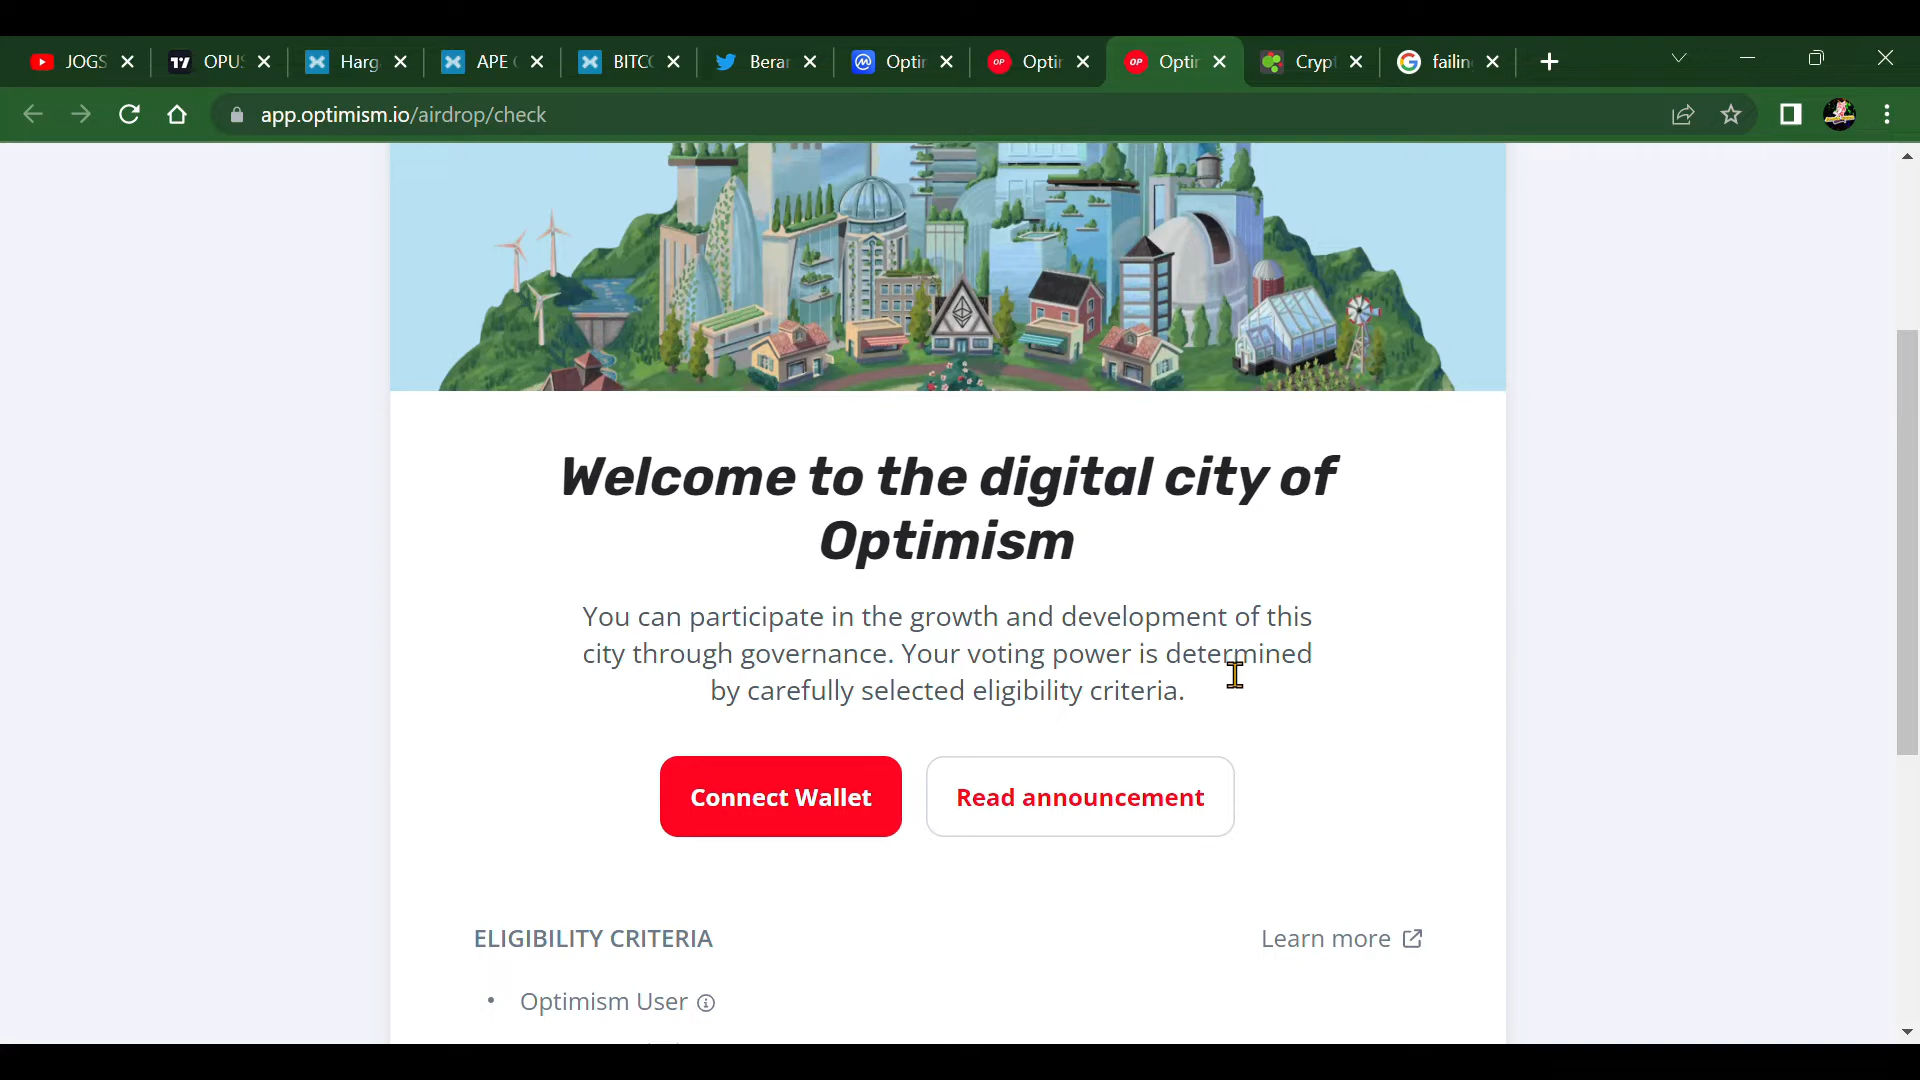 JOGS OPUS Harg APE BITCO Berar Optir Optir Optir Crypt failin
app.optimism.io/airdrop/check
Welcome to the digital city of
Optimism
You can participate in the growth and development of this
city through governance. Your voting power is determined
by carefully selected eligibility criteria.
Connect Wallet Read announcement
ELIGIBILITY CRITERIA Learn more
• Optimism User